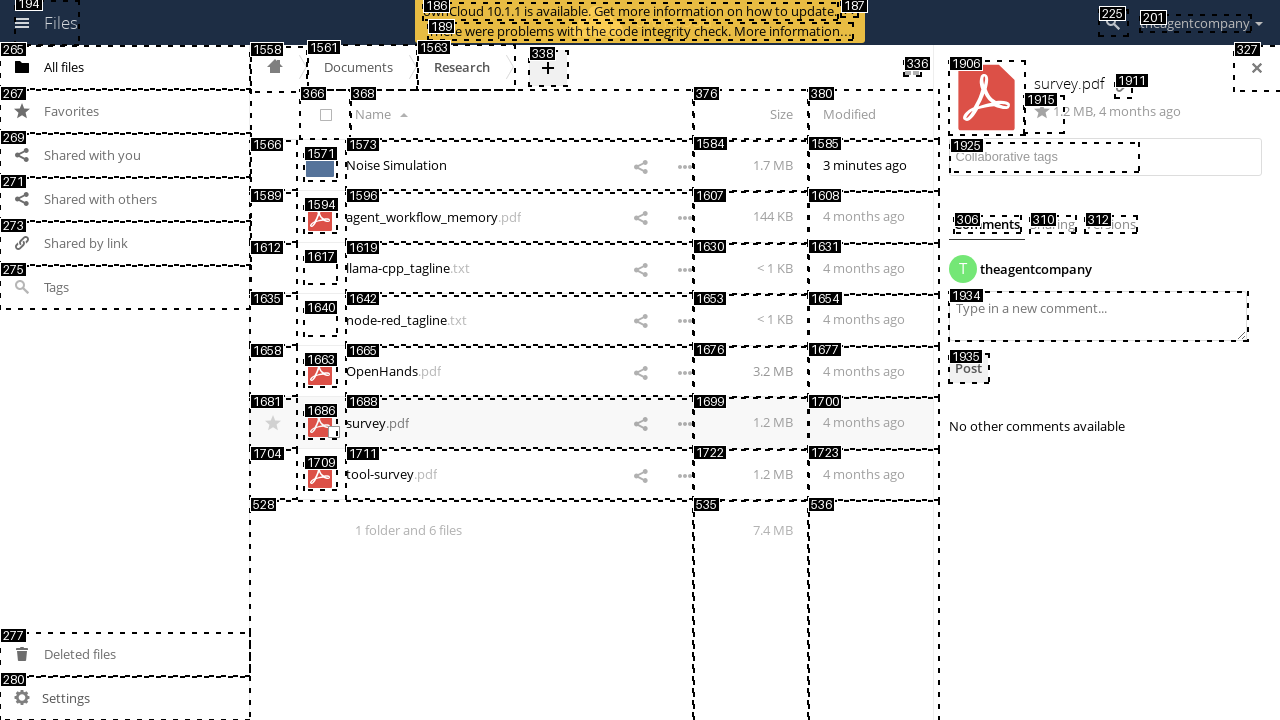 194
Files
186
ownCloud 10.1.1 is available. Get more information on how to update.
187
189
There were problems with the code integrity check. More information…
225
201
theagentcompany
265
All files
267
Favorites
269
Shared with you
271
Shared with others
273
Shared by link
275
Tags
277
Deleted files
280
Settings
1558
1561
Documents
1563
Research
338
+
336
327
366
368
Name
376
Size
380
Modified
1566
1571
1573
Noise Simulation
1584
1.7 MB
1585
3 minutes ago
1589
1594
1596
agent_workflow_memory.pdf
1607
144 KB
1608
4 months ago
1612
1617
1619
llama-cpp_tagline.txt
1630
< 1 KB
1631
4 months ago
1635
1640
1642
node-red_tagline.txt
1653
< 1 KB
1654
4 months ago
1658
1663
1665
OpenHands.pdf
1676
3.2 MB
1677
4 months ago
1681
1686
1688
survey.pdf
1699
1.2 MB
1700
4 months ago
1704
1709
1711
tool-survey.pdf
1722
1.2 MB
1723
4 months ago
528
1 folder and 6 files
535
7.4 MB
536
1906
survey.pdf
1911
1915
1.2 MB, 4 months ago
1925
Collaborative tags
306
Comments
310
Sharing
312
Versions
T
theagentcompany
1934
Type in a new comment...
1935
Post
No other comments available